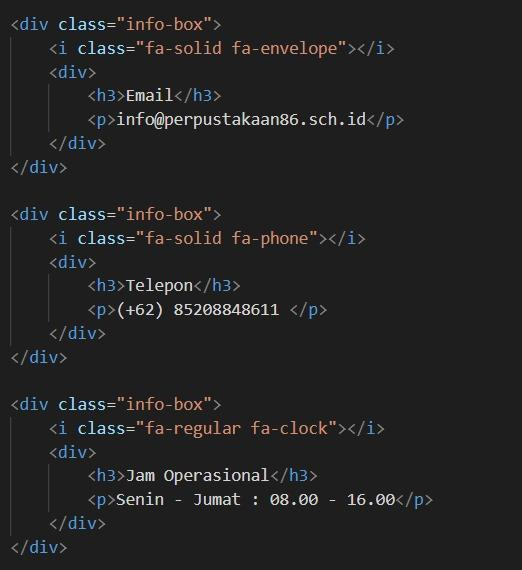 <div class="info-box">
    <i class="fa-solid fa-envelope"></i>
    <div>
        <h3>Email</h3>
        <p>info@perpustakaan86.sch.id</p>
    </div>
</div>

<div class="info-box">
    <i class="fa-solid fa-phone"></i>
    <div>
        <h3>Telepon</h3>
        <p>(+62) 85208848611 </p>
    </div>
</div>

<div class="info-box">
    <i class="fa-regular fa-clock"></i>
    <div>
        <h3>Jam Operasional</h3>
        <p>Senin - Jumat : 08.00 - 16.00</p>
    </div>
</div>